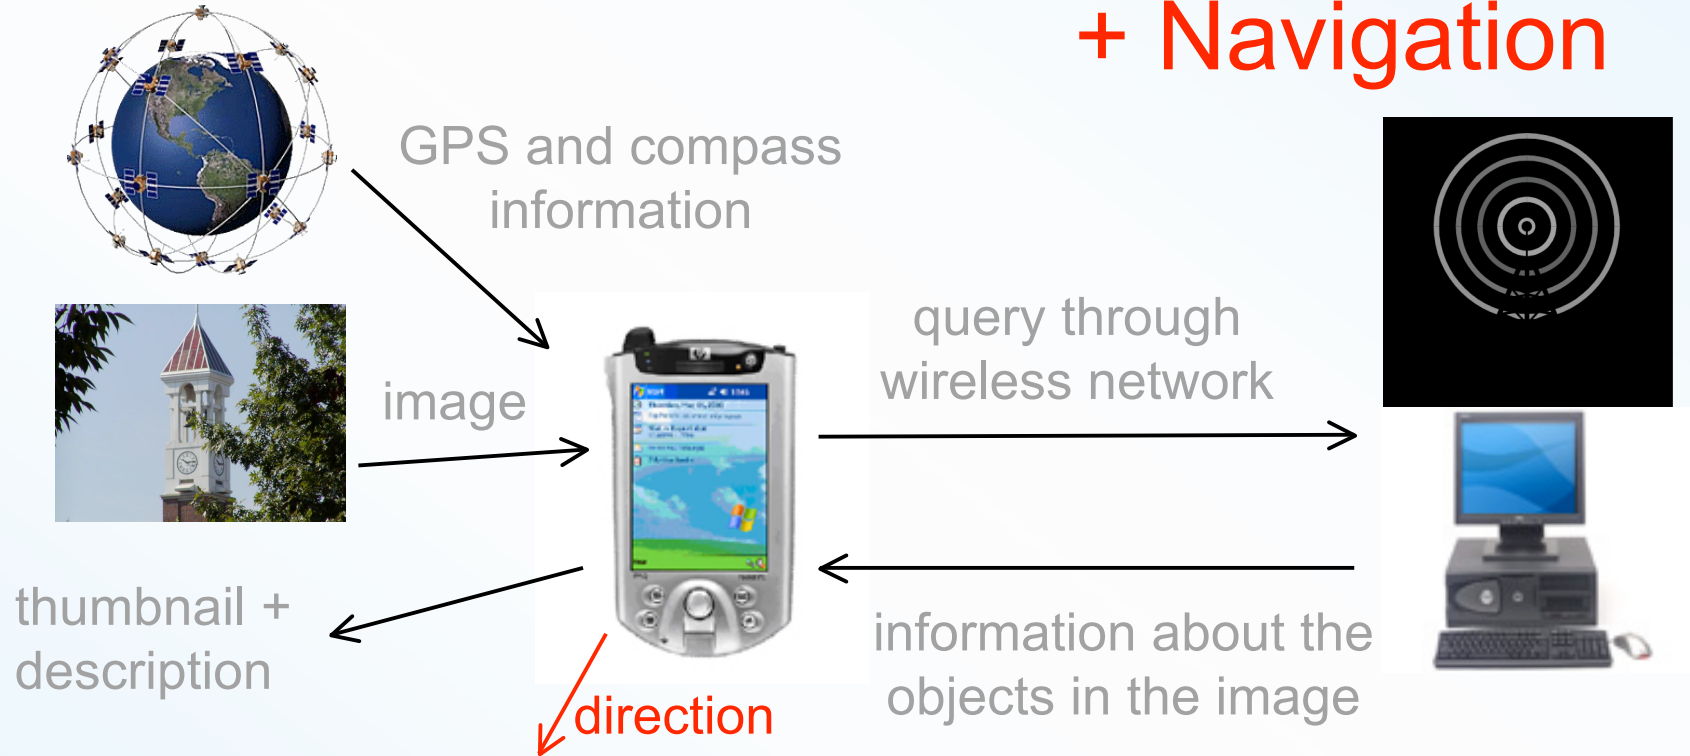 + Navigation
GPS and compass
information
query through
wireless network
image
thumbnail +
description
information about the
objects in the image
direction